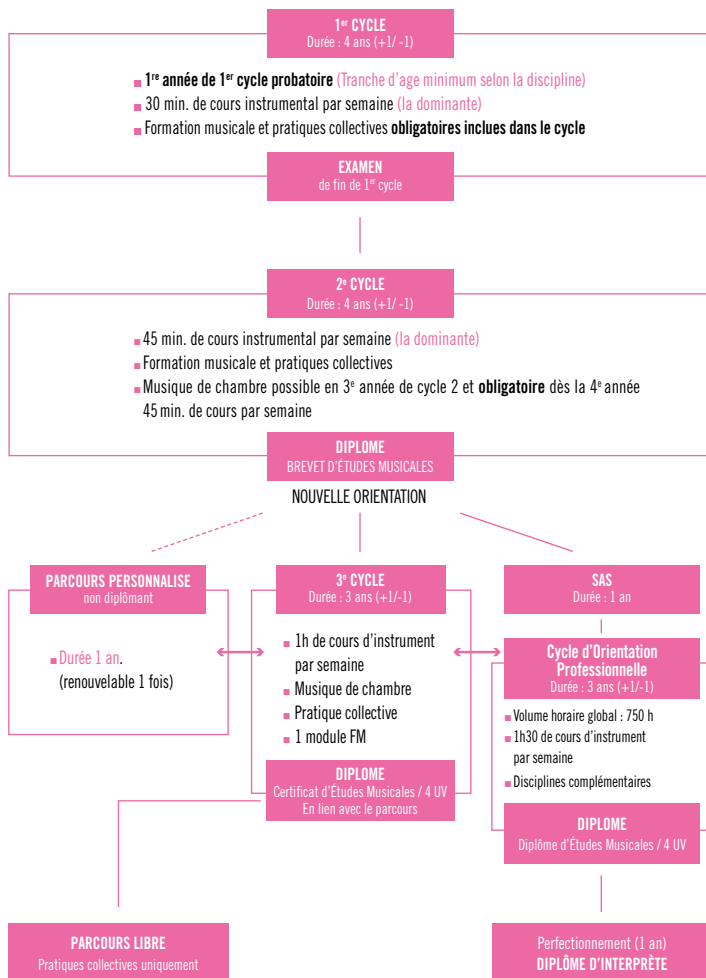 1er CYCLE
Durée : 4 ans (+1/ -1)
1re année de 1er cycle probatoire (Tranche d'age minimum selon la discipline)
30 min. de cours instrumental par semaine (la dominante)
Formation musicale et pratiques collectives obligatoires inclues dans le cycle
EXAMEN
de fin de 1er cycle
2e CYCLE
Durée : 4 ans (+1/ -1)
45 min. de cours instrumental par semaine (la dominante)
Formation musicale et pratiques collectives
Musique de chambre possible en 3e année de cycle 2 et obligatoire dès la 4e année
45 min. de cours par semaine
DIPLOME
BREVET D'ÉTUDES MUSICALES
NOUVELLE ORIENTATION
PARCOURS PERSONNALISE
non diplômant
Durée 1 an.
(renouvelable 1 fois)
3e CYCLE
Durée : 3 ans (+1/-1)
1h de cours d'instrument
par semaine
Musique de chambre
Pratique collective
1 module FM
DIPLOME
Certificat d'Études Musicales / 4 UV
En lien avec le parcours
SAS
Durée : 1 an
Cycle d'Orientation
Professionnelle
Durée : 3 ans (+1/-1)
Volume horaire global : 750 h
1h30 de cours d'instrument
par semaine
Disciplines complémentaires
DIPLOME
Diplôme d'Études Musicales / 4 UV
PARCOURS LIBRE
Pratiques collectives uniquement
Perfectionnement (1 an)
DIPLÔME D'INTERPRÈTE